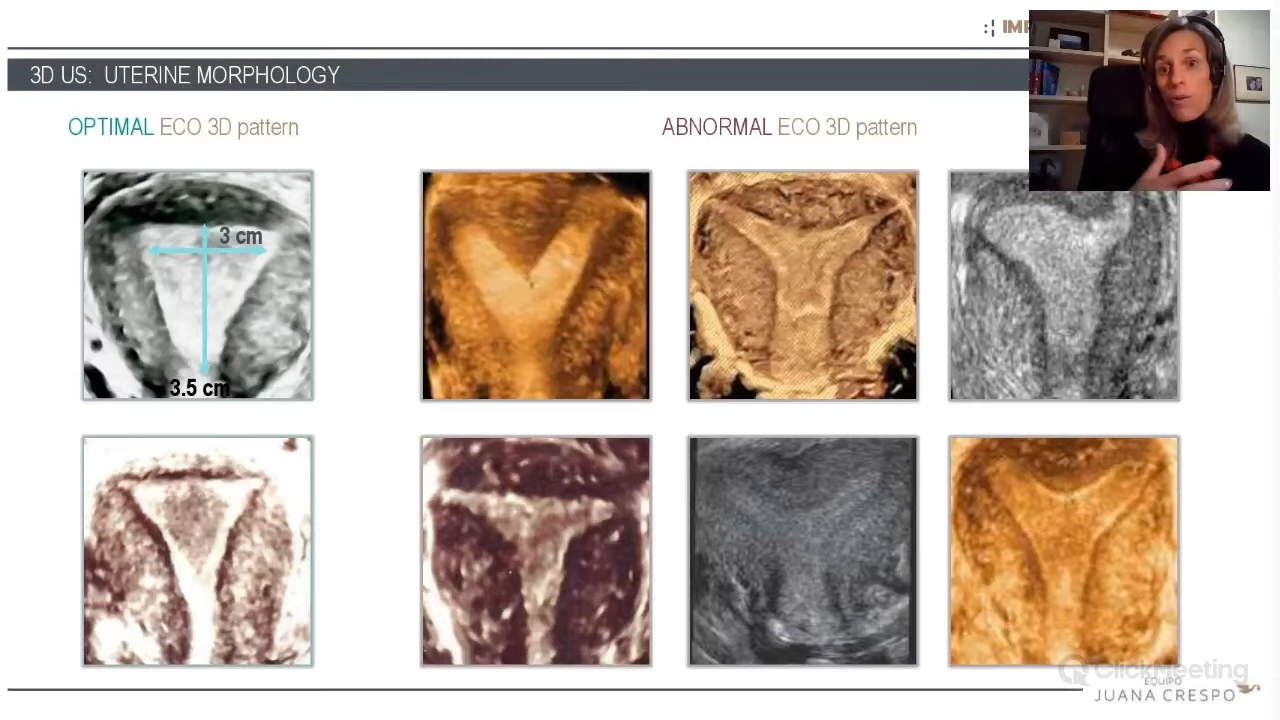 3D US: UTERINE MORPHOLOGY
OPTIMAL ECO 3D pattern
ABNORMAL ECO 3D pattern
3 cm
3.5 cm
ClickMeeting
EQUIPO
JUANA CRESPO